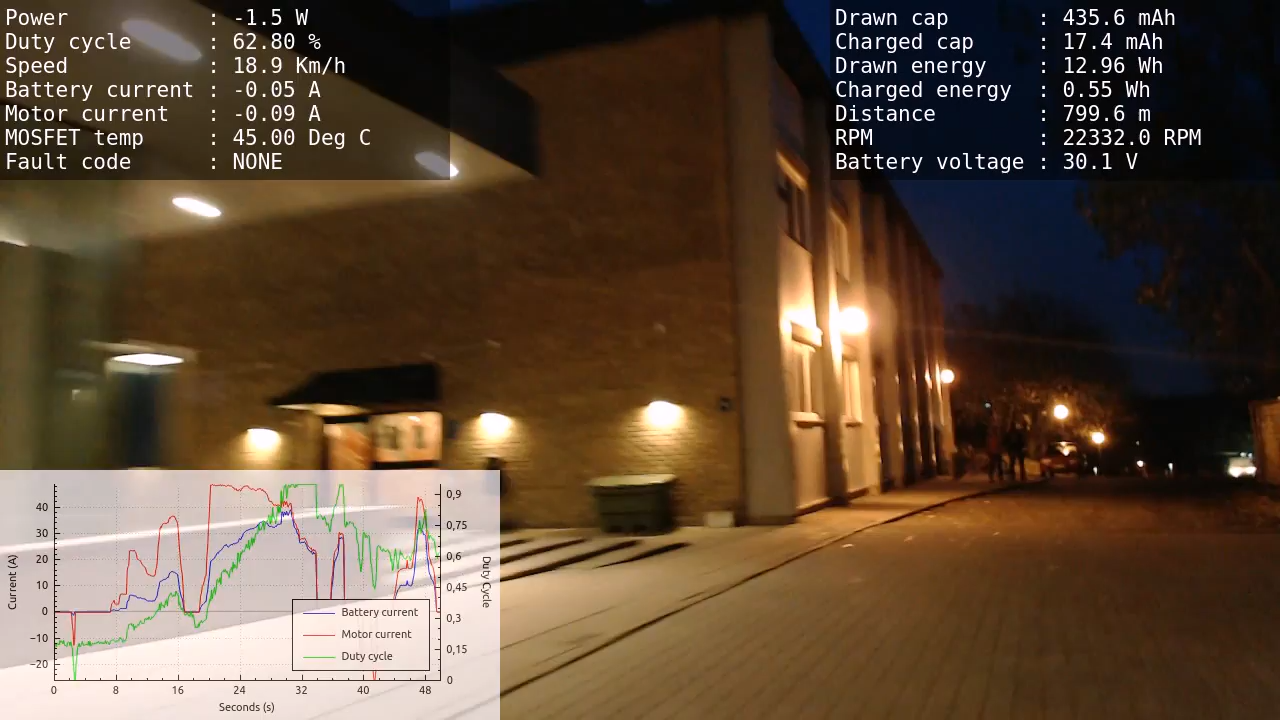 Power : -1.5 W
Duty cycle : 62.80 %
Speed : 18.9 Km/h
Battery current : -0.05 A
Motor current : -0.09 A
MOSFET temp : 45.00 Deg C
Fault code : NONE
Drawn cap : 435.6 mAh
Charged cap : 17.4 mAh
Drawn energy : 12.96 Wh
Charged energy : 0.55 Wh
Distance : 799.6 m
RPM : 22332.0 RPM
Battery voltage : 30.1 V
Current (A)
40
30
20
10
0
−10
−20
0 8 16 24 32 40 48
Seconds (s)
0,9
0,75
0,6
0,45
0,3
0,15
0
Duty Cycle
Battery current
Motor current
Duty cycle